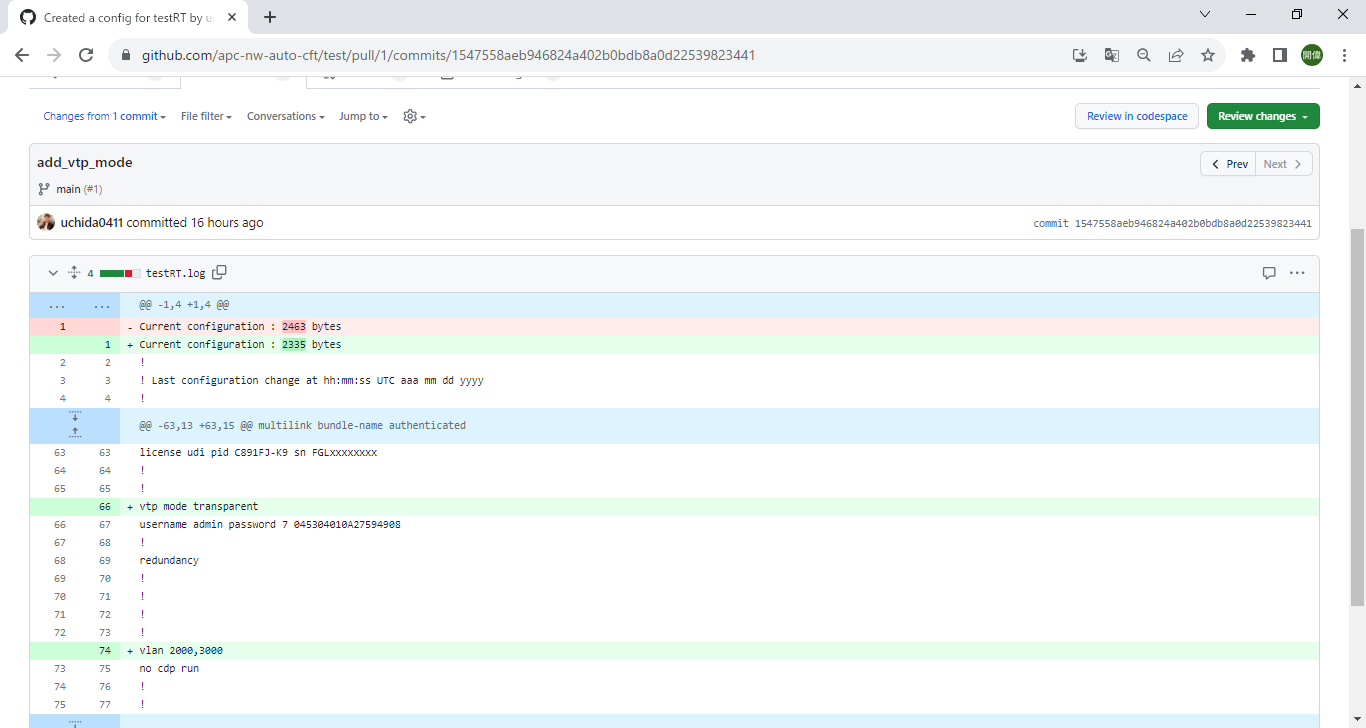 Created a config for testRT by u
github.com/apc-nw-auto-cft/test/pull/1/commits/1547558aeb946824a402b0bdb8a0d22539823441
開偉
Changes from 1 commit File filter Conversations Jump to
Review in codespace Review changes
add_vtp_mode
Prev Next
main (#1)
uchida0411 committed 16 hours ago
commit 1547558aeb946824a402b0bdb8a0d22539823441
4 testRT.log
... ... @@ -1,4 +1,4 @@
1 - Current configuration : 2463 bytes
1 + Current configuration : 2335 bytes
2 2 !
3 3 ! Last configuration change at hh:mm:ss UTC aaa mm dd yyyy
4 4 !
@@ -63,13 +63,15 @@ multilink bundle-name authenticated
63 63 license udi pid C891FJ-K9 sn FGLxxxxxxxx
64 64 !
65 65 !
66 + vtp mode transparent
66 67 username admin password 7 045304010A27594908
67 68 !
68 69 redundancy
69 70 !
70 71 !
71 72 !
72 73 !
74 + vlan 2000,3000
73 75 no cdp run
74 76 !
75 77 !